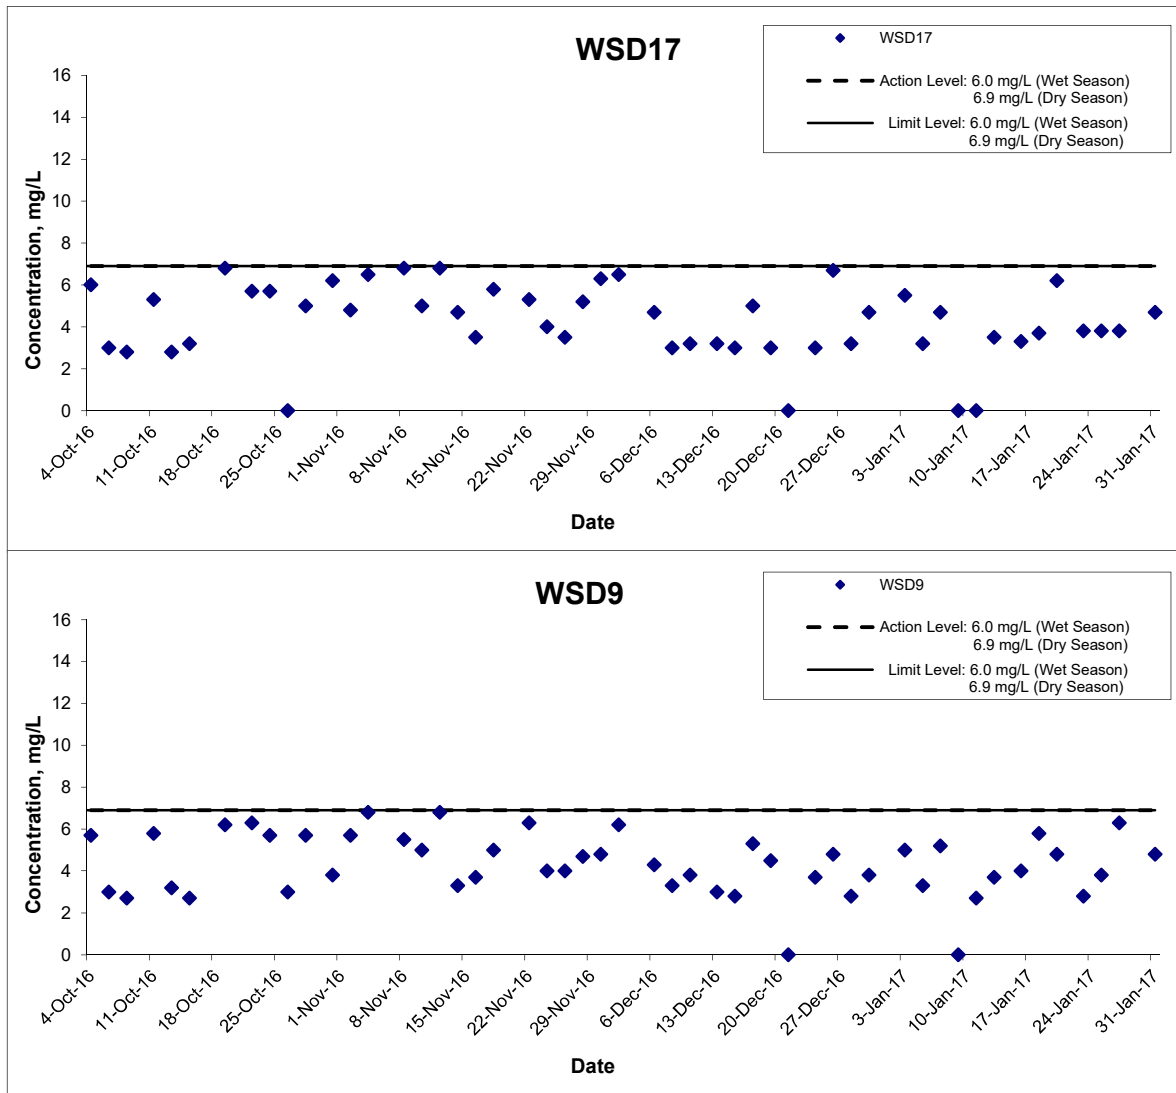 WSD17
WSD17
Action Level: 6.0 mg/L (Wet Season)
6.9 mg/L (Dry Season)
Limit Level: 6.0 mg/L (Wet Season)
6.9 mg/L (Dry Season)
Concentration, mg/L
16
14
12
10
8
6
4
2
0
4-Oct-16
11-Oct-16
18-Oct-16
25-Oct-16
1-Nov-16
8-Nov-16
15-Nov-16
22-Nov-16
29-Nov-16
6-Dec-16
13-Dec-16
20-Dec-16
27-Dec-16
3-Jan-17
10-Jan-17
17-Jan-17
24-Jan-17
31-Jan-17
Date
WSD9
WSD9
Action Level: 6.0 mg/L (Wet Season)
6.9 mg/L (Dry Season)
Limit Level: 6.0 mg/L (Wet Season)
6.9 mg/L (Dry Season)
Concentration, mg/L
16
14
12
10
8
6
4
2
0
4-Oct-16
11-Oct-16
18-Oct-16
25-Oct-16
1-Nov-16
8-Nov-16
15-Nov-16
22-Nov-16
29-Nov-16
6-Dec-16
13-Dec-16
20-Dec-16
27-Dec-16
3-Jan-17
10-Jan-17
17-Jan-17
24-Jan-17
31-Jan-17
Date